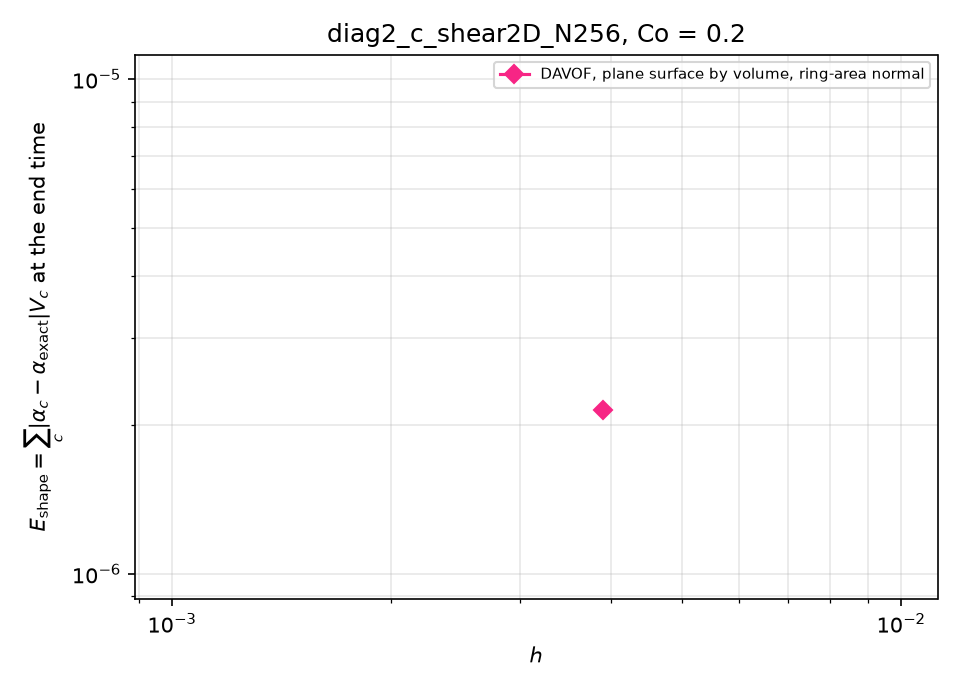 diag2_c_shear2D_N256, Co = 0.2
DAVOF, plane surface by volume, ring-area normal
E_shape = ∑_c |α_c − α_exact|V_c at the end time
10⁻⁵
10⁻⁶
10⁻³
10⁻²
h